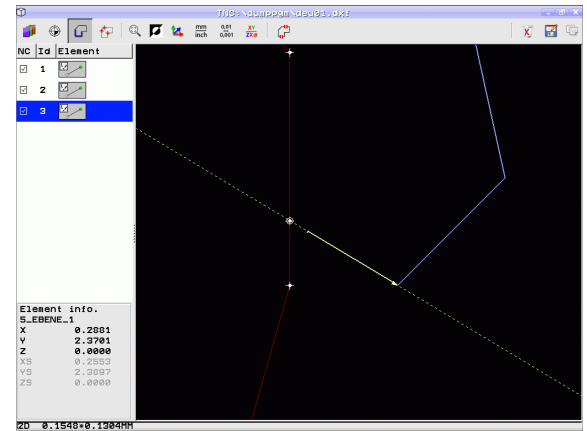 TNC:\dumppgm\deu01.dxf
mm
inch
0,01
0,001
XY
ZXØ
NC Id Element
1
2
3
Element info.
5_EBENE_1
X 0.2881
Y 2.3701
Z 0.0000
XS 0.2553
YS 2.3897
ZS 0.0000
2D 0.1548*0.1304MM